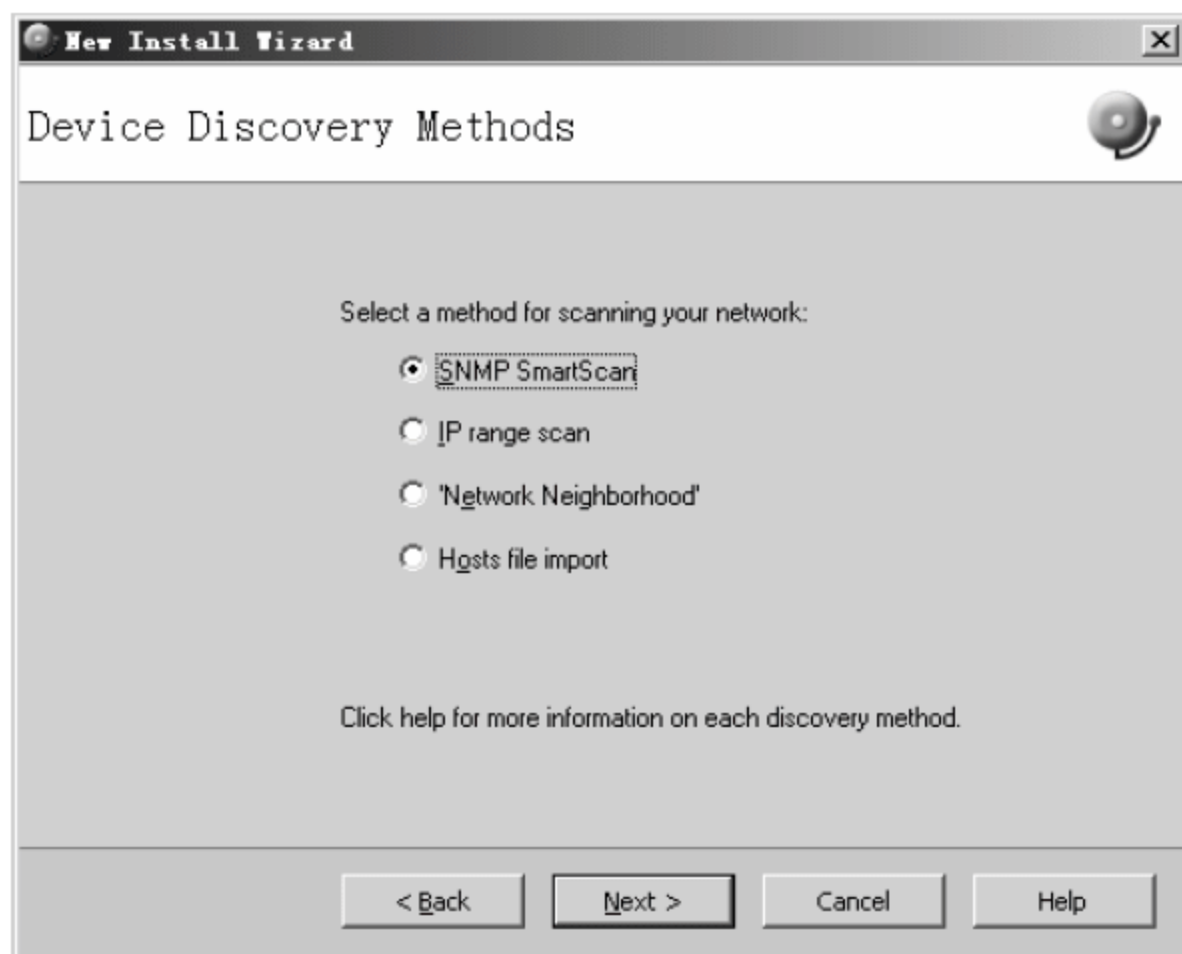 New Install Wizard
Device Discovery Methods
Select a method for scanning your network:
SNMP SmartScan
IP range scan
'Network Neighborhood'
Hosts file import
Click help for more information on each discovery method.
< Back
Next >
Cancel
Help